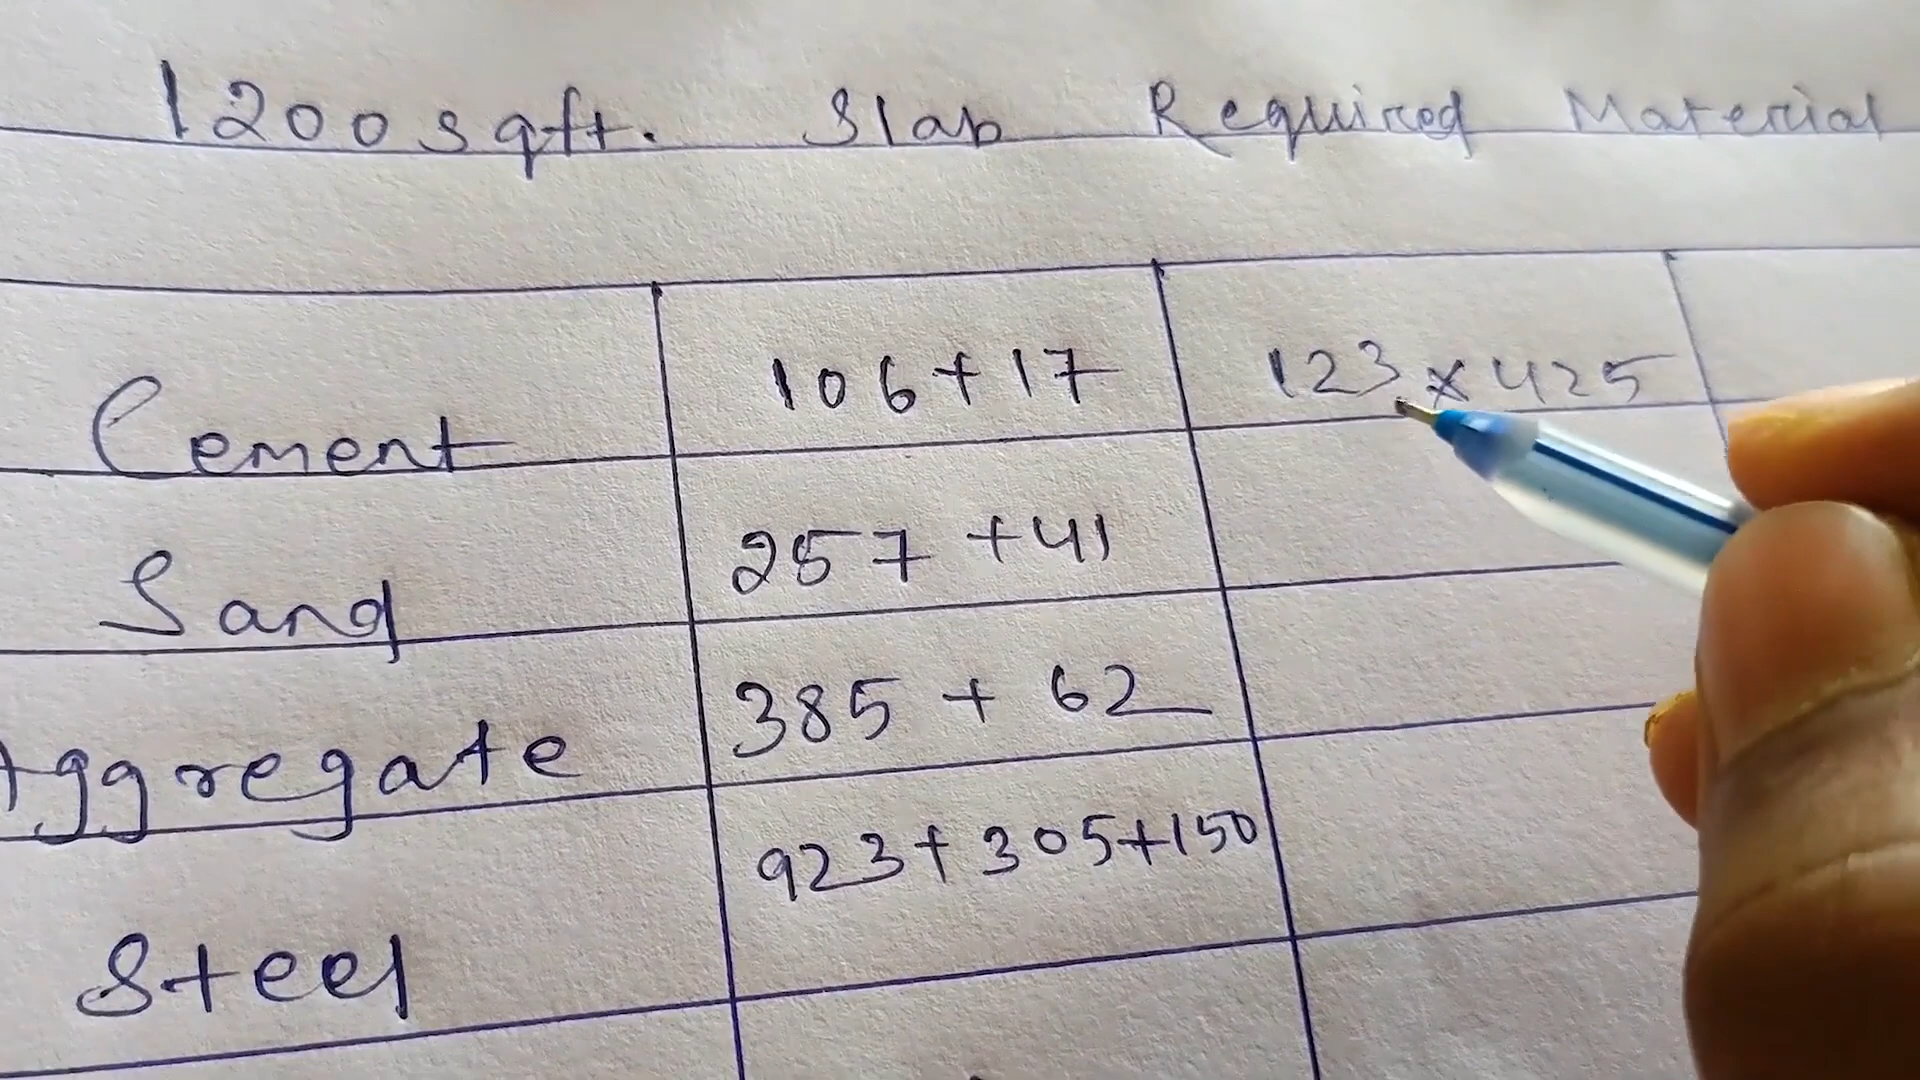 1200 sqft. Slab Required Material
Cement 106+17 123×425
Sand 257+41
Aggregate 385+62
Steel 923+305+150